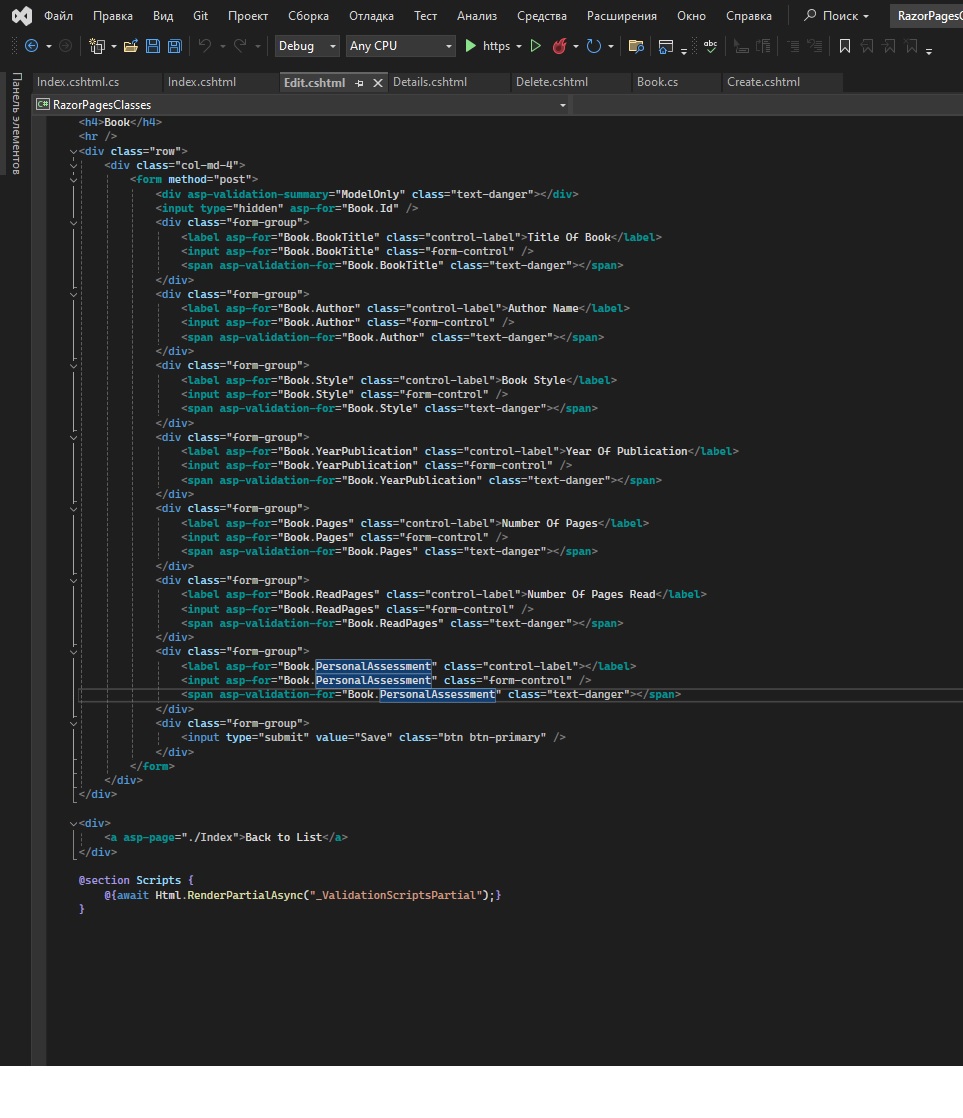 Файл Правка Вид Git Проект Сборка Отладка Тест Анализ Средства Расширения Окно Справка Поиск RazorPagesC
Debug Any CPU https abc
Панель элементов
Index.cshtml.cs Index.cshtml Edit.cshtml Details.cshtml Delete.cshtml Book.cs Create.cshtml
C# RazorPagesClasses
<h4>Book</h4>
<hr />
<div class="row">
<div class="col-md-4">
<form method="post">
<div asp-validation-summary="ModelOnly" class="text-danger"></div>
<input type="hidden" asp-for="Book.Id" />
<div class="form-group">
<label asp-for="Book.BookTitle" class="control-label">Title Of Book</label>
<input asp-for="Book.BookTitle" class="form-control" />
<span asp-validation-for="Book.BookTitle" class="text-danger"></span>
</div>
<div class="form-group">
<label asp-for="Book.Author" class="control-label">Author Name</label>
<input asp-for="Book.Author" class="form-control" />
<span asp-validation-for="Book.Author" class="text-danger"></span>
</div>
<div class="form-group">
<label asp-for="Book.Style" class="control-label">Book Style</label>
<input asp-for="Book.Style" class="form-control" />
<span asp-validation-for="Book.Style" class="text-danger"></span>
</div>
<div class="form-group">
<label asp-for="Book.YearPublication" class="control-label">Year Of Publication</label>
<input asp-for="Book.YearPublication" class="form-control" />
<span asp-validation-for="Book.YearPublication" class="text-danger"></span>
</div>
<div class="form-group">
<label asp-for="Book.Pages" class="control-label">Number Of Pages</label>
<input asp-for="Book.Pages" class="form-control" />
<span asp-validation-for="Book.Pages" class="text-danger"></span>
</div>
<div class="form-group">
<label asp-for="Book.ReadPages" class="control-label">Number Of Pages Read</label>
<input asp-for="Book.ReadPages" class="form-control" />
<span asp-validation-for="Book.ReadPages" class="text-danger"></span>
</div>
<div class="form-group">
<label asp-for="Book.PersonalAssessment" class="control-label"></label>
<input asp-for="Book.PersonalAssessment" class="form-control" />
<span asp-validation-for="Book.PersonalAssessment" class="text-danger"></span>
</div>
<div class="form-group">
<input type="submit" value="Save" class="btn btn-primary" />
</div>
</form>
</div>
</div>
<div>
<a asp-page="./Index">Back to List</a>
</div>
@section Scripts {
@{await Html.RenderPartialAsync("_ValidationScriptsPartial");}
}